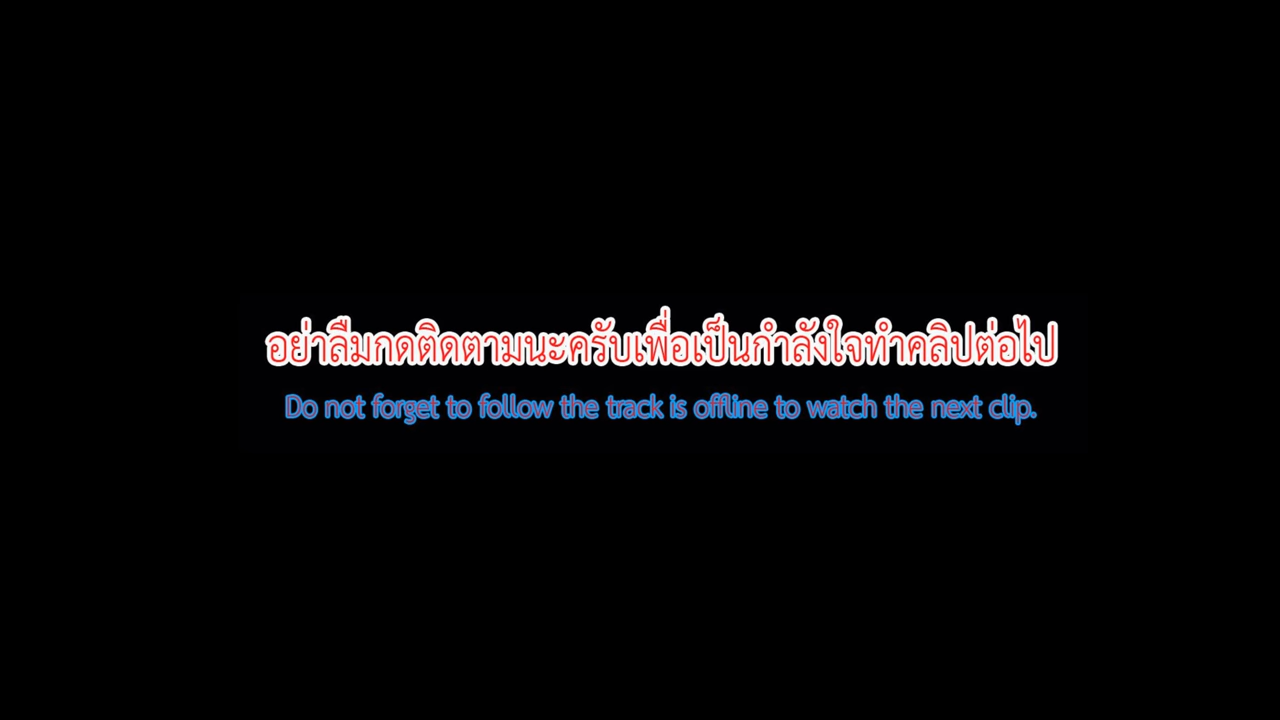 อย่าลืมกดติดตามนะครับเพื่อเป็นกำลังใจทำคลิปต่อไป
Do not forget to follow the track is offline to watch the next clip.